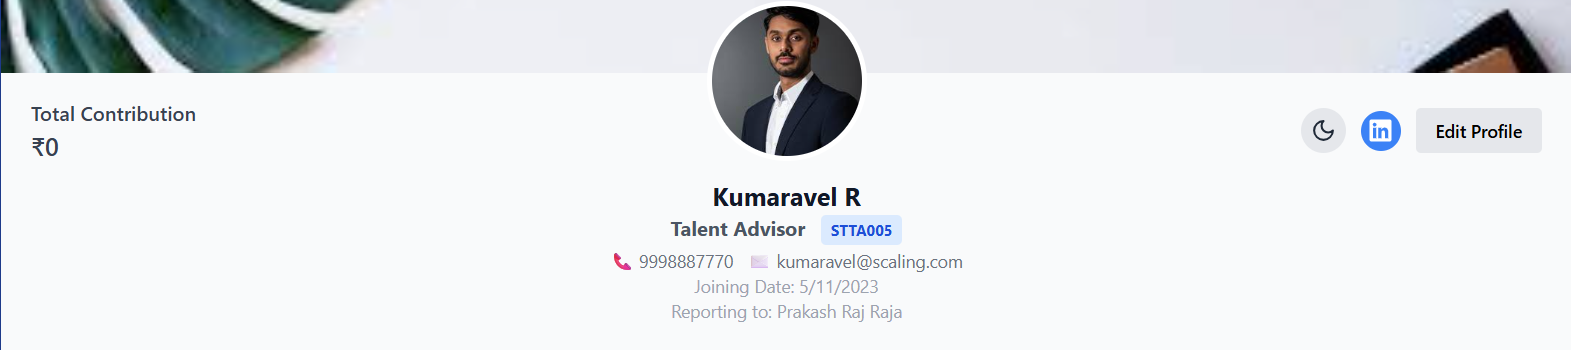 Total Contribution
₹0
in
Edit Profile
Kumaravel R
Talent Advisor STTA005
9998887770 kumaravel@scaling.com
Joining Date: 5/11/2023
Reporting to: Prakash Raj Raja